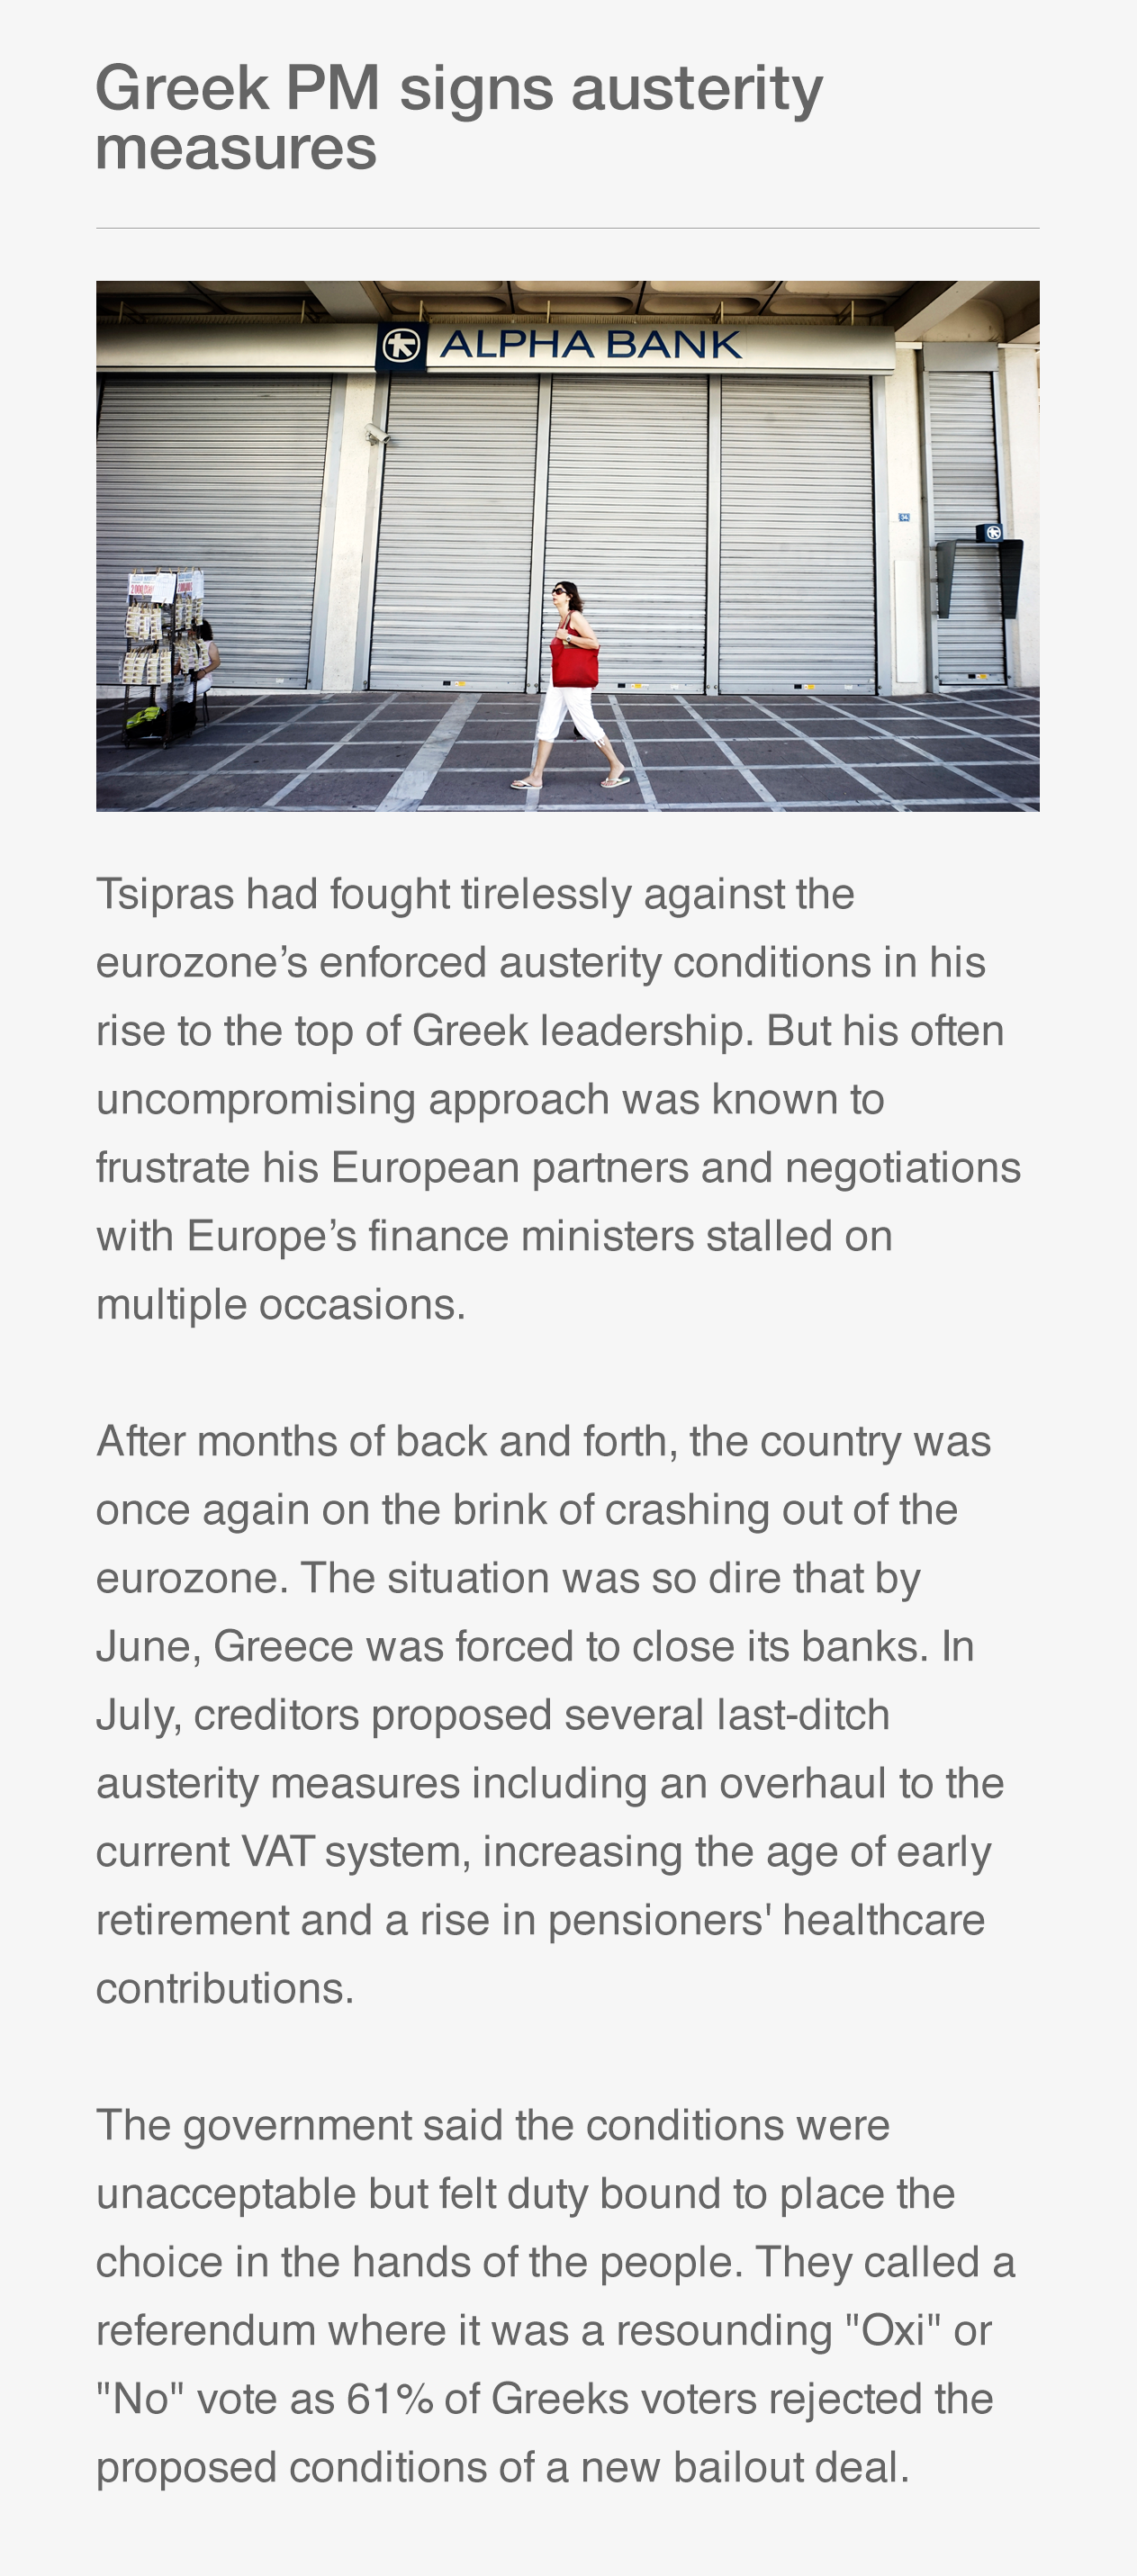 Greek PM signs austerity
measures
ALPHA BANK
Tsipras had fought tirelessly against the
eurozone’s enforced austerity conditions in his
rise to the top of Greek leadership. But his often
uncompromising approach was known to
frustrate his European partners and negotiations
with Europe’s finance ministers stalled on
multiple occasions.
After months of back and forth, the country was
once again on the brink of crashing out of the
eurozone. The situation was so dire that by
June, Greece was forced to close its banks. In
July, creditors proposed several last-ditch
austerity measures including an overhaul to the
current VAT system, increasing the age of early
retirement and a rise in pensioners' healthcare
contributions.
The government said the conditions were
unacceptable but felt duty bound to place the
choice in the hands of the people. They called a
referendum where it was a resounding "Oxi" or
"No" vote as 61% of Greeks voters rejected the
proposed conditions of a new bailout deal.